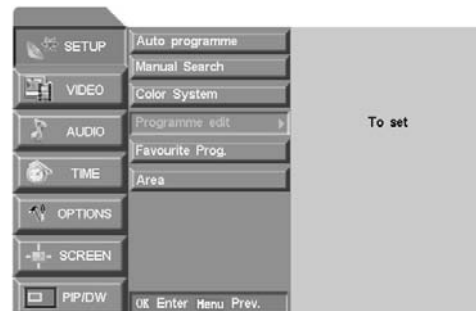 SETUP
VIDEO
AUDIO
TIME
OPTIONS
SCREEN
PIP/DW
Auto programme
Manual Search
Color System
Programme edit
Favourite Prog.
Area
OK Enter Menu Prev.
To set